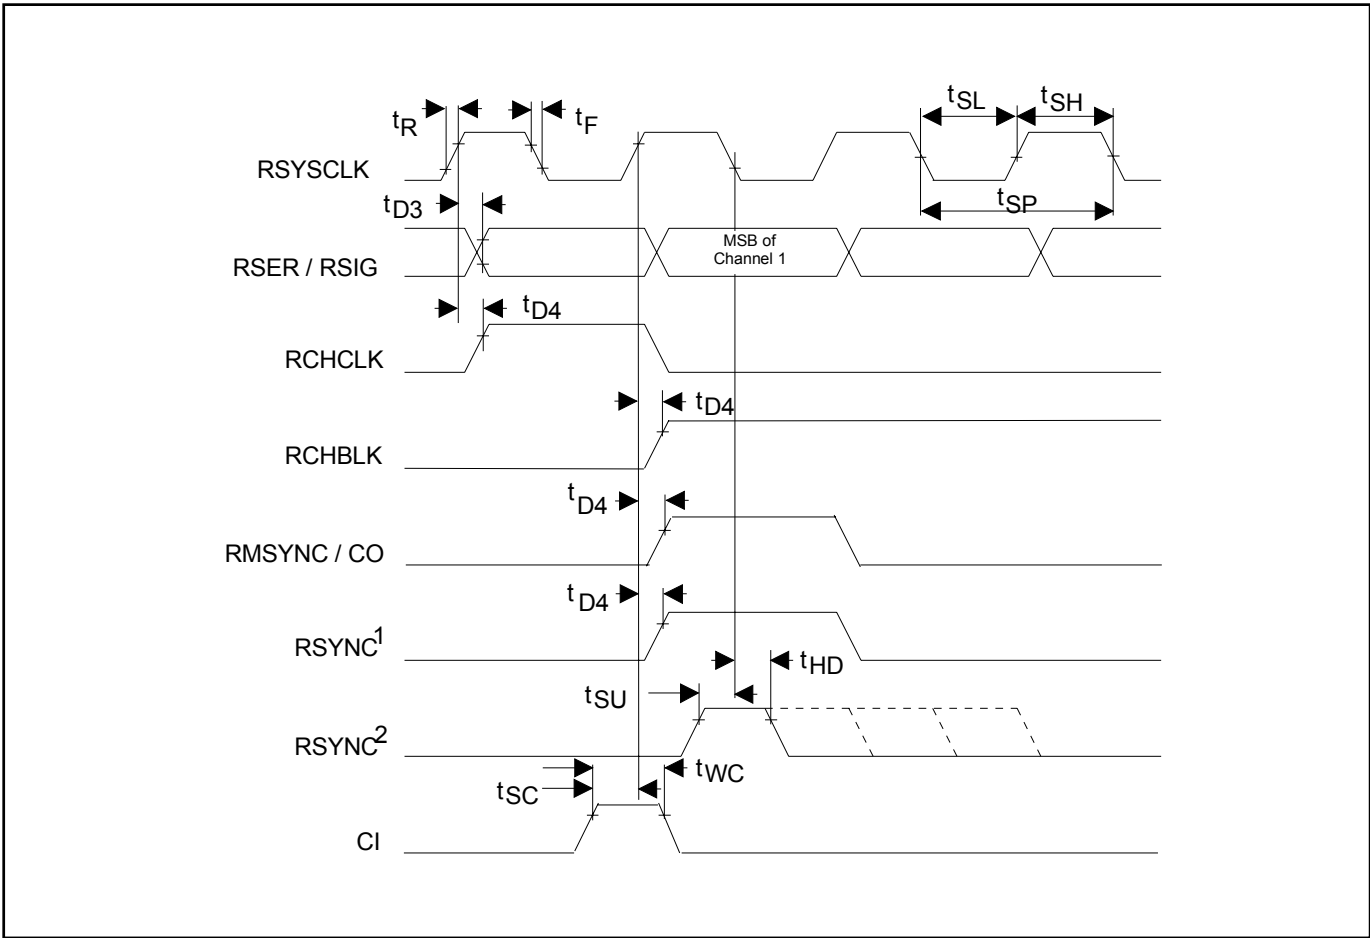 tSL tSH
tR tF
RSYSCLK
tSP
tD3
MSB of
Channel 1
RSER / RSIG
tD4
RCHCLK
tD4
RCHBLK
tD4
RMSYNC / CO
tD4
RSYNC1
tHD
tSU
RSYNC2
tWC
tSC
CI